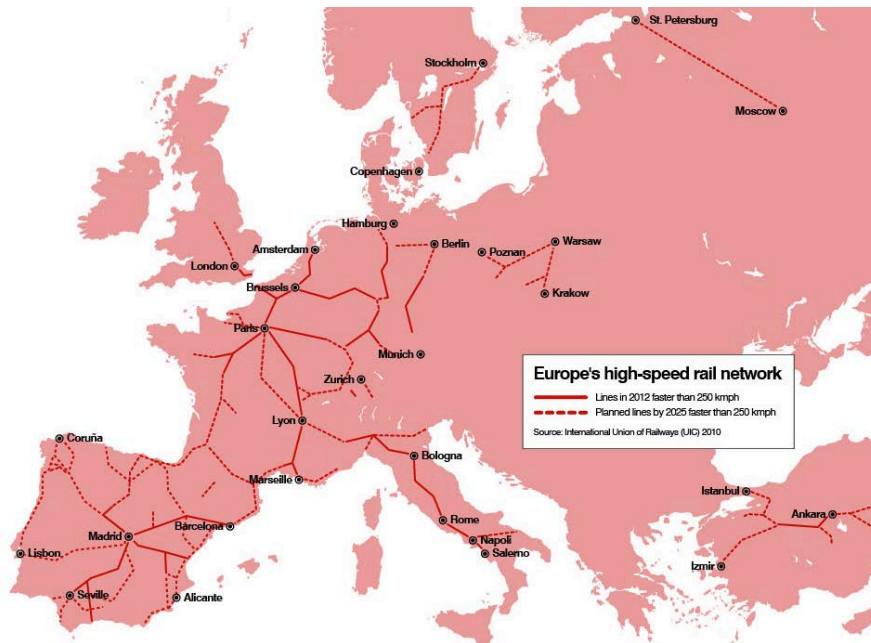 St. Petersburg
Stockholm
Moscow
Copenhagen
Hamburg
Amsterdam
Berlin
Warsaw
Poznan
London
Brussels
Krakow
Paris
Munich
Zurich
Europe's high-speed rail network
Lines in 2012 faster than 250 kmph
Planned lines by 2025 faster than 250 kmph
Source: International Union of Railways (UIC) 2010
Lyon
Coruña
Bologna
Marseille
Istanbul
Ankara
Barcelona
Rome
Madrid
Napoli
Lisbon
Salerno
Izmir
Seville
Alicante